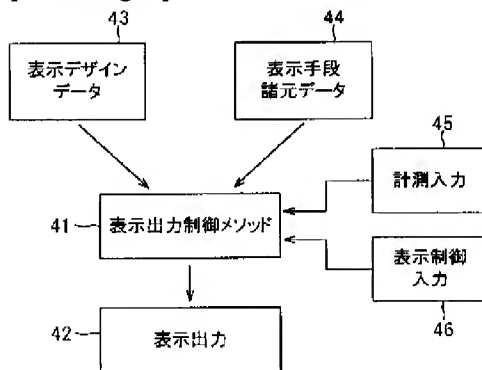 43
44
表示デザイン
データ
表示手段
諸元データ
45
計測入力
41
表示出力制御メソッド
表示制御
入力
42
表示出力
46